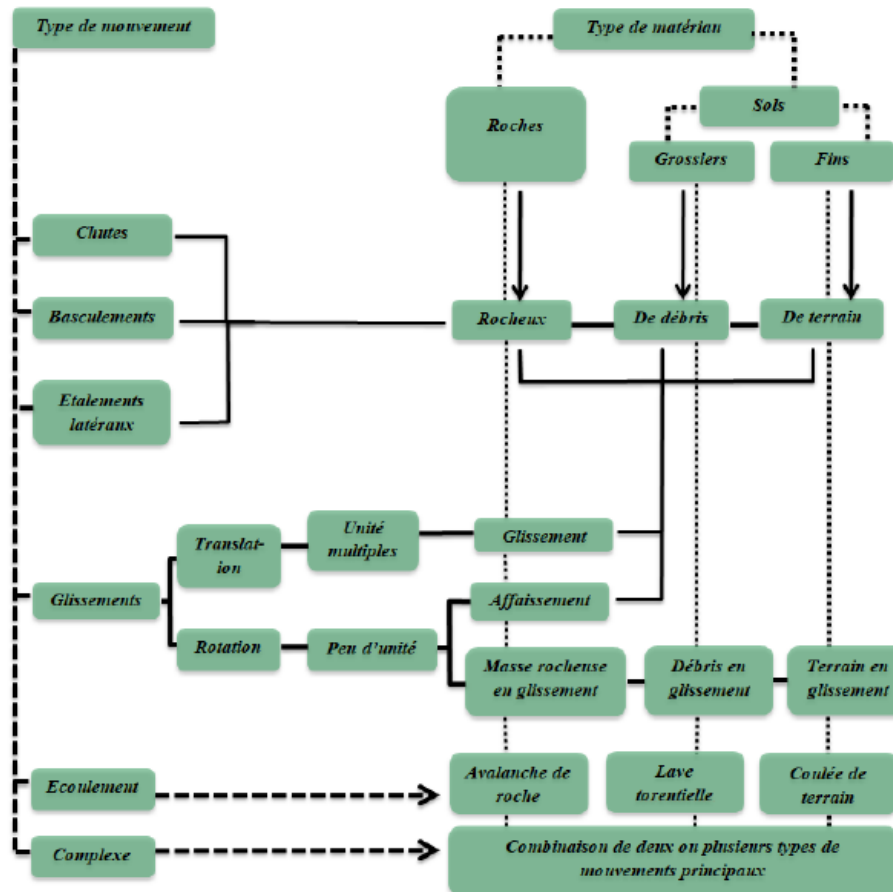 Type de mouvement
Type de matériau
Sols
Roches
Grossiers
Fins
Chutes
Basculements
Rocheux
De débris
De terrain
Etalements
latéraux
Translat-
ion
Unité
multiples
Glissement
Glissements
Affaissement
Rotation
Peu d'unité
Masse rocheuse
en glissement
Débris en
glissement
Terrain en
glissement
Ecoulement
Avalanche de
roche
Lave
torentielle
Coulée de
terrain
Complexe
Combinaison de deux ou plusieurs types de
mouvements principaux